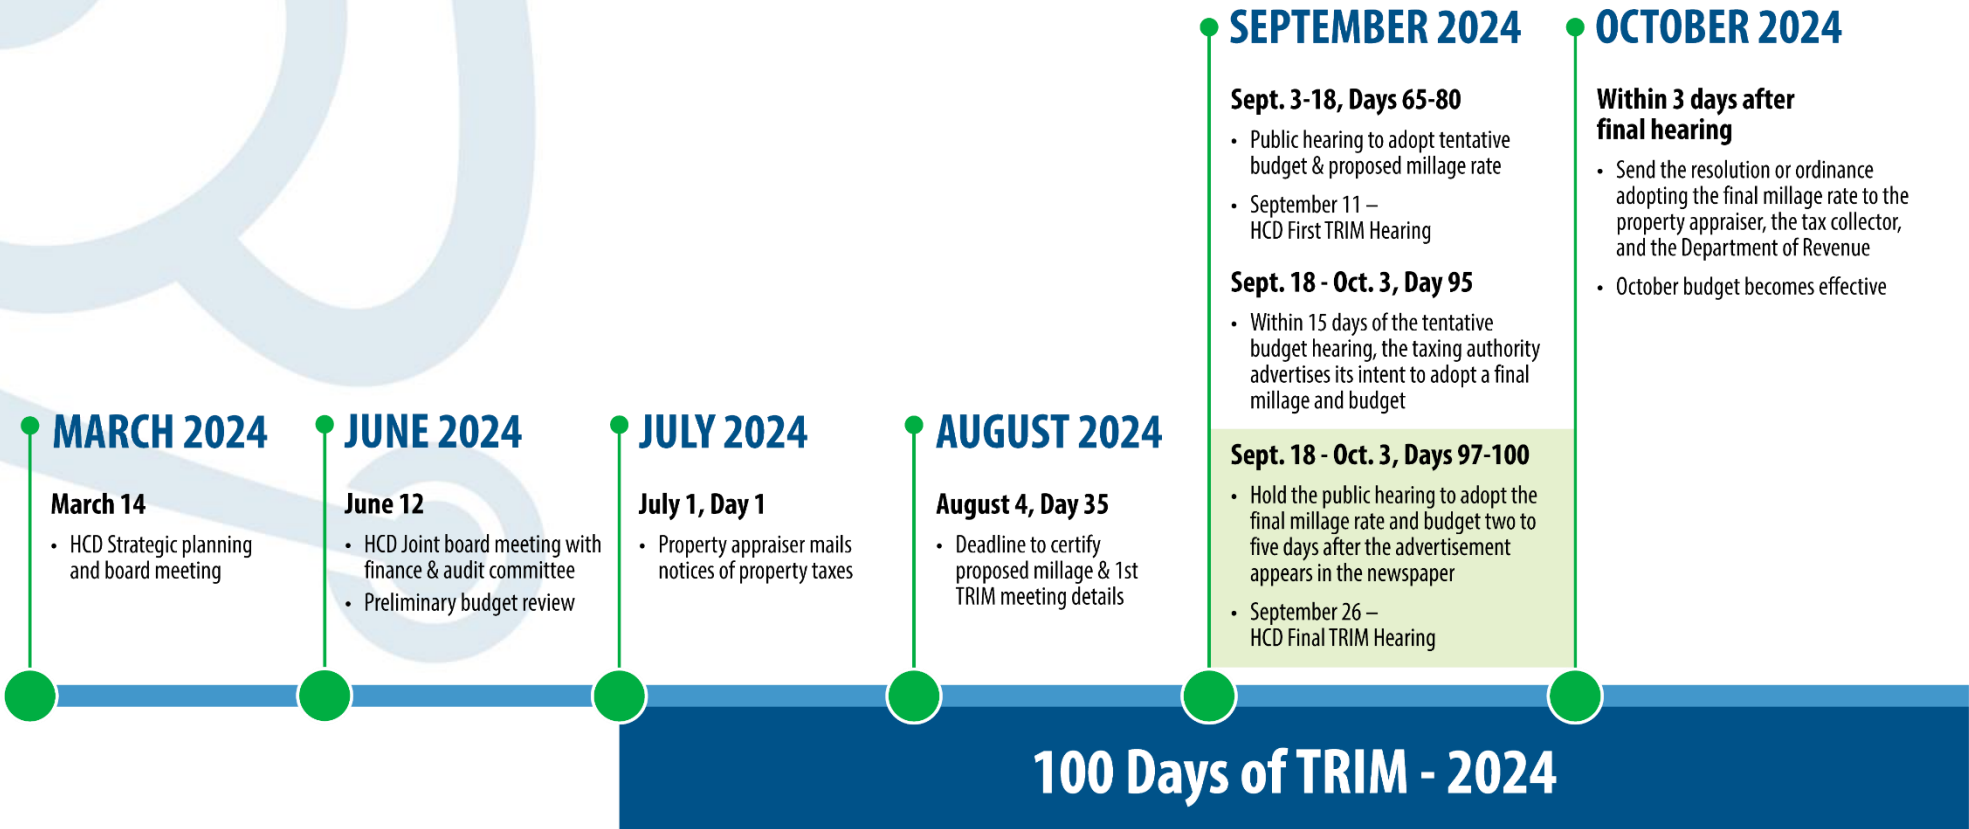 MARCH 2024
March 14
• HCD Strategic planning
and board meeting
JUNE 2024
June 12
• HCD Joint board meeting with
finance & audit committee
• Preliminary budget review
JULY 2024
July 1, Day 1
• Property appraiser mails
notices of property taxes
AUGUST 2024
August 4, Day 35
• Deadline to certify
proposed millage & 1st
TRIM meeting details
SEPTEMBER 2024
Sept. 3-18, Days 65-80
• Public hearing to adopt tentative
budget & proposed millage rate
• September 11 –
HCD First TRIM Hearing
Sept. 18 - Oct. 3, Day 95
• Within 15 days of the tentative
budget hearing, the taxing authority
advertises its intent to adopt a final
millage and budget
Sept. 18 - Oct. 3, Days 97-100
• Hold the public hearing to adopt the
final millage rate and budget two to
five days after the advertisement
appears in the newspaper
• September 26 –
HCD Final TRIM Hearing
OCTOBER 2024
Within 3 days after
final hearing
• Send the resolution or ordinance
adopting the final millage rate to the
property appraiser, the tax collector,
and the Department of Revenue
• October budget becomes effective
100 Days of TRIM - 2024